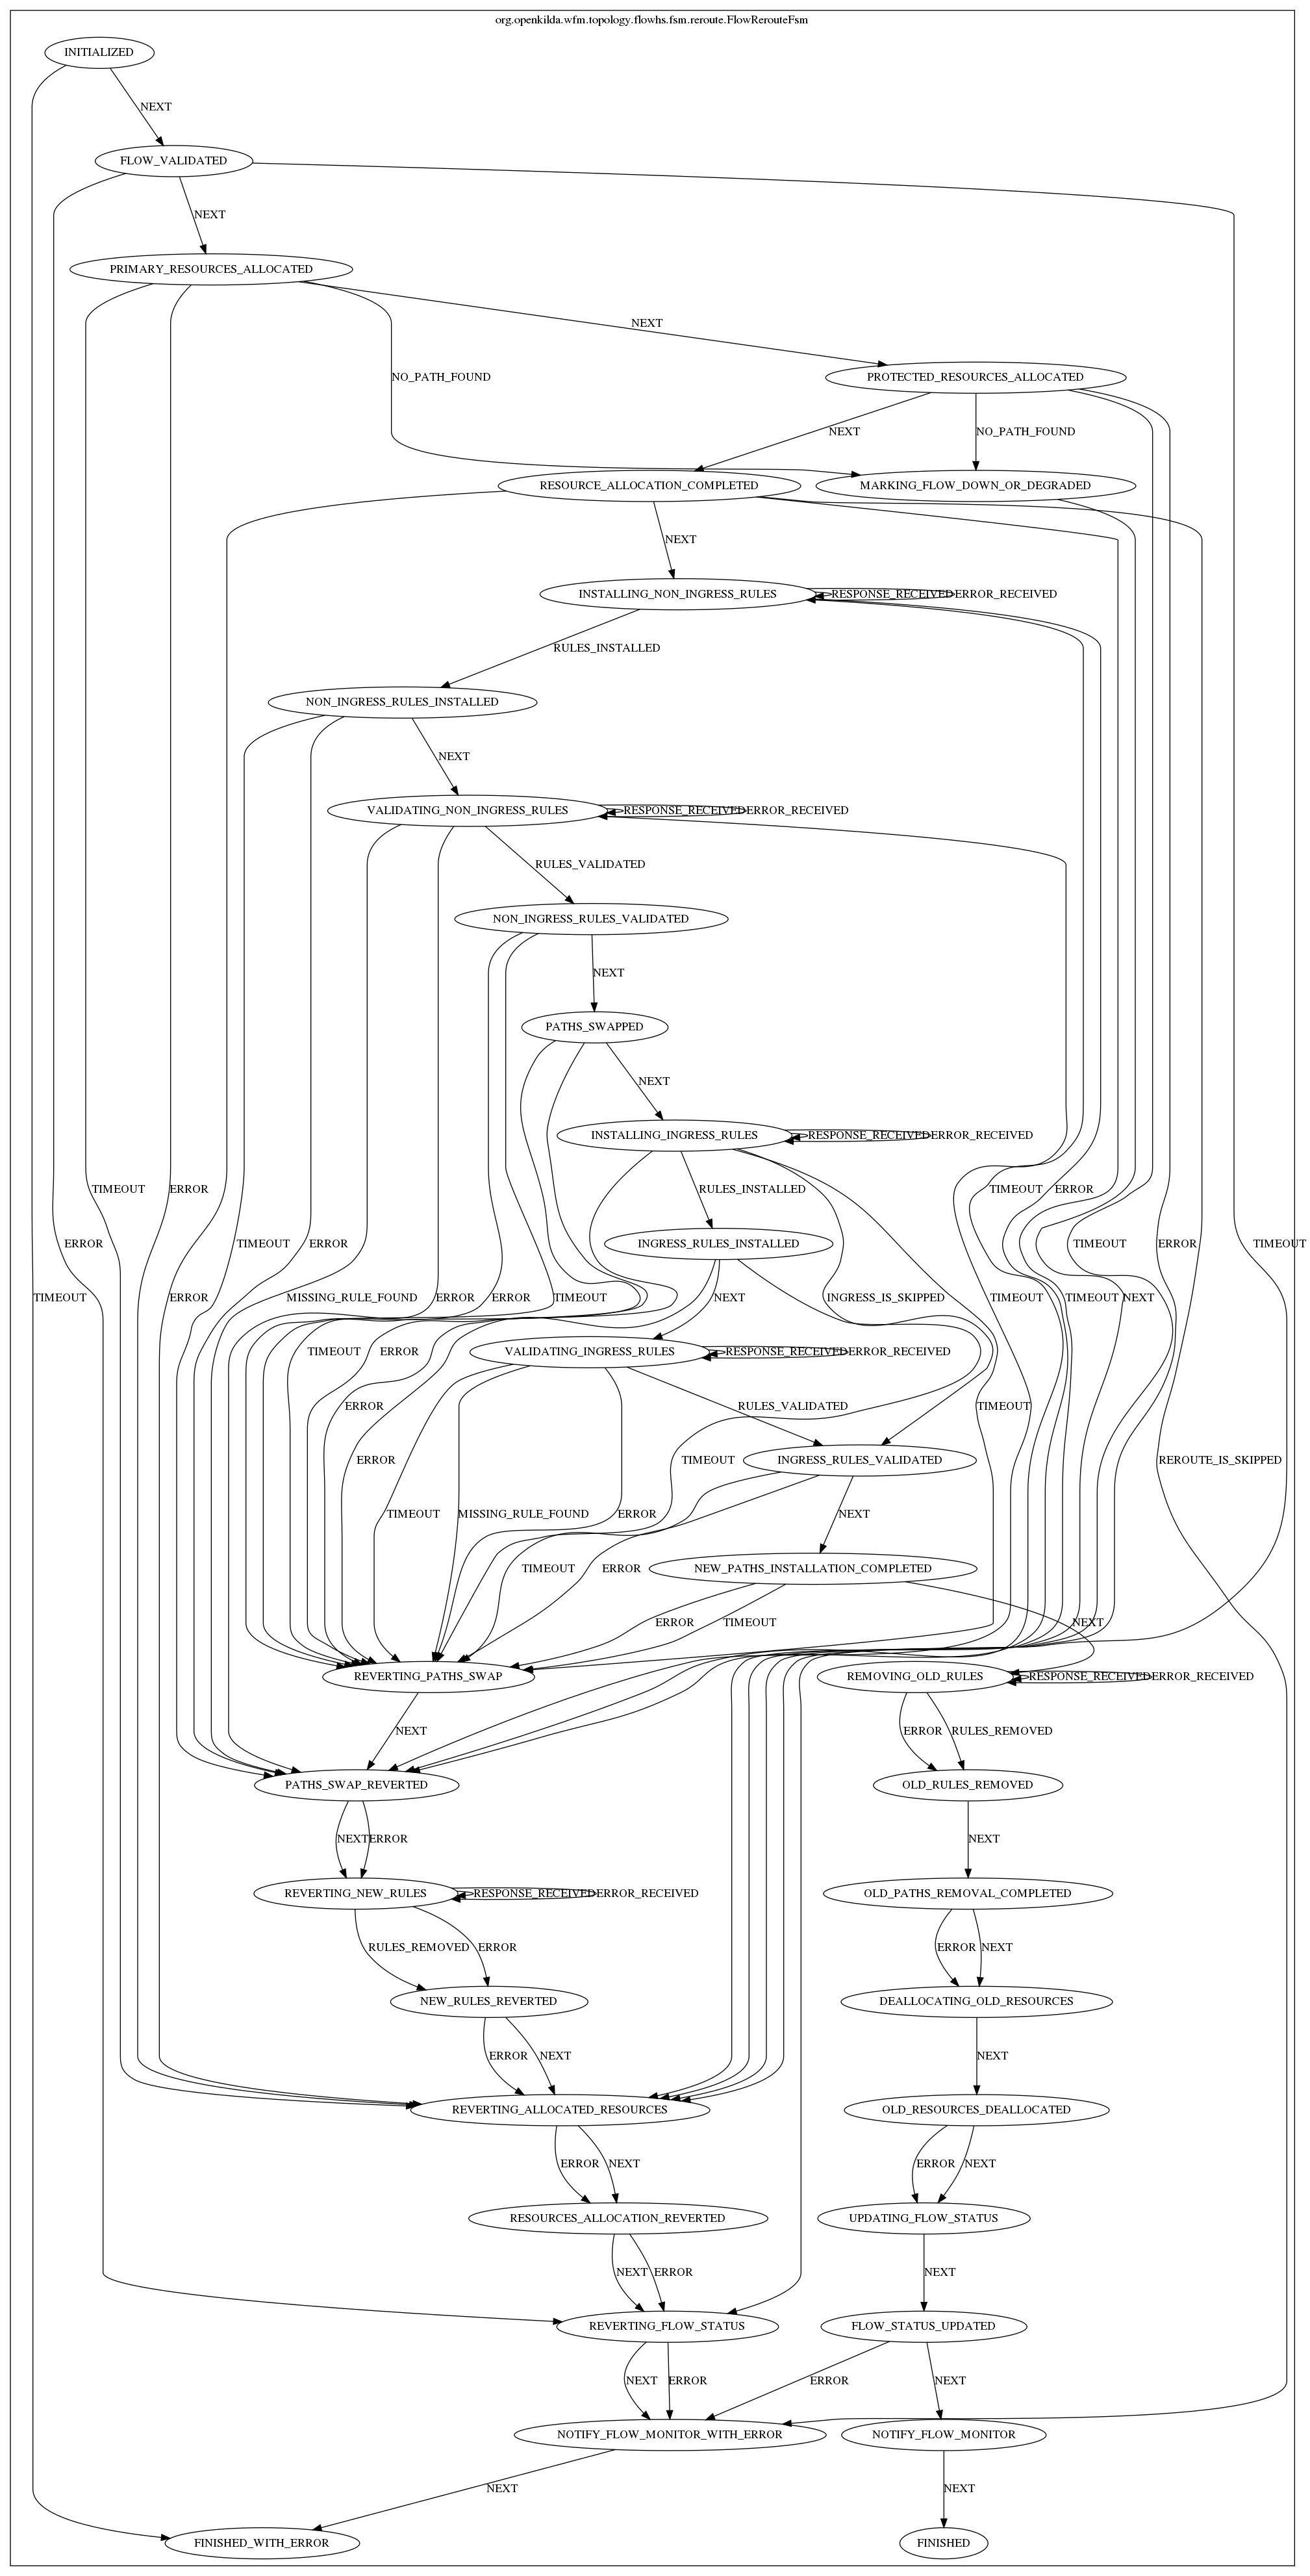 org.openkilda.wfm.topology.flowhs.fsm.reroute.FlowRerouteFsm
INITIALIZED
NEXT
FLOW_VALIDATED
NEXT
PRIMARY_RESOURCES_ALLOCATED
NEXT
NO_PATH_FOUND
PROTECTED_RESOURCES_ALLOCATED
NEXT
NO_PATH_FOUND
RESOURCE_ALLOCATION_COMPLETED
MARKING_FLOW_DOWN_OR_DEGRADED
NEXT
INSTALLING_NON_INGRESS_RULES
RESPONSE_RECEIVED
ERROR_RECEIVED
RULES_INSTALLED
NON_INGRESS_RULES_INSTALLED
NEXT
VALIDATING_NON_INGRESS_RULES
RESPONSE_RECEIVED
ERROR_RECEIVED
RULES_VALIDATED
NON_INGRESS_RULES_VALIDATED
NEXT
PATHS_SWAPPED
NEXT
INSTALLING_INGRESS_RULES
RESPONSE_RECEIVED
ERROR_RECEIVED
TIMEOUT
ERROR
TIMEOUT
RULES_INSTALLED
TIMEOUT
ERROR
ERROR
TIMEOUT
ERROR
TIMEOUT
INGRESS_RULES_INSTALLED
TIMEOUT
ERROR
ERROR
MISSING_RULE_FOUND
ERROR
ERROR
TIMEOUT
NEXT
INGRESS_IS_SKIPPED
TIMEOUT
TIMEOUT
NEXT
TIMEOUT
TIMEOUT
ERROR
VALIDATING_INGRESS_RULES
RESPONSE_RECEIVED
ERROR_RECEIVED
ERROR
RULES_VALIDATED
TIMEOUT
ERROR
TIMEOUT
INGRESS_RULES_VALIDATED
REROUTE_IS_SKIPPED
TIMEOUT
MISSING_RULE_FOUND
ERROR
NEXT
TIMEOUT
ERROR
NEW_PATHS_INSTALLATION_COMPLETED
ERROR
TIMEOUT
NEXT
REVERTING_PATHS_SWAP
REMOVING_OLD_RULES
RESPONSE_RECEIVED
ERROR_RECEIVED
NEXT
ERROR
RULES_REMOVED
PATHS_SWAP_REVERTED
OLD_RULES_REMOVED
NEXT
ERROR
NEXT
REVERTING_NEW_RULES
RESPONSE_RECEIVED
ERROR_RECEIVED
OLD_PATHS_REMOVAL_COMPLETED
RULES_REMOVED
ERROR
ERROR
NEXT
NEW_RULES_REVERTED
DEALLOCATING_OLD_RESOURCES
ERROR
NEXT
NEXT
REVERTING_ALLOCATED_RESOURCES
OLD_RESOURCES_DEALLOCATED
ERROR
NEXT
ERROR
NEXT
RESOURCES_ALLOCATION_REVERTED
UPDATING_FLOW_STATUS
NEXT
ERROR
NEXT
REVERTING_FLOW_STATUS
FLOW_STATUS_UPDATED
NEXT
ERROR
ERROR
NEXT
NOTIFY_FLOW_MONITOR_WITH_ERROR
NOTIFY_FLOW_MONITOR
NEXT
NEXT
FINISHED_WITH_ERROR
FINISHED